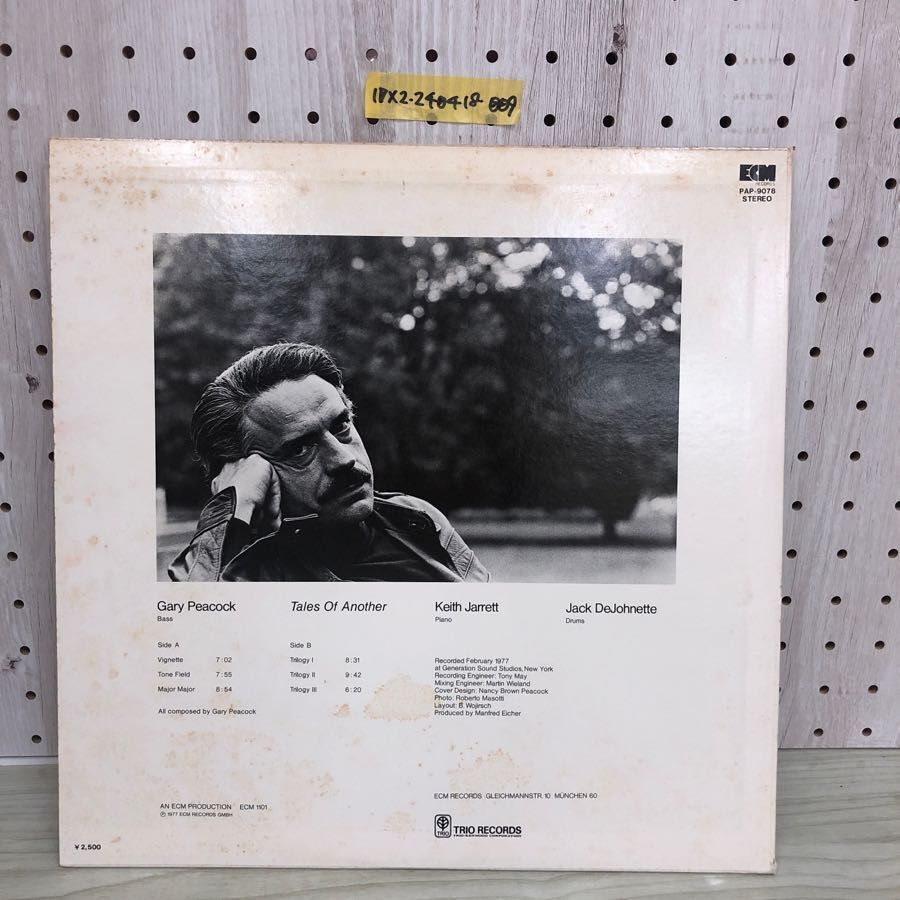 1PX2-240418-009
ECM
RECORDS
PAP-9078
STEREO
Gary Peacock
Bass
Tales Of Another
Keith Jarrett
Piano
Jack DeJohnette
Drums
Side A
Vignette 7:02
Tone Field 7:55
Major Major 8:54
All composed by Gary Peacock
Side B
Trilogy I 8:31
Trilogy II 9:42
Trilogy III 6:20
Recorded February 1977
at Generation Sound Studios, New York
Recording Engineer: Tony May
Mixing Engineer: Martin Wieland
Cover Design: Nancy Brown Peacock
Photo: Roberto Masotti
Layout: B. Wojirsch
Produced by Manfred Eicher
AN ECM PRODUCTION ECM 1101
Ⓟ 1977 ECM RECORDS GMBH
ECM RECORDS GLEICHMANNSTR. 10 MÜNCHEN 60
TRIO
TRIO RECORDS
TRIO-KENWOOD CORPORATION
¥2,500